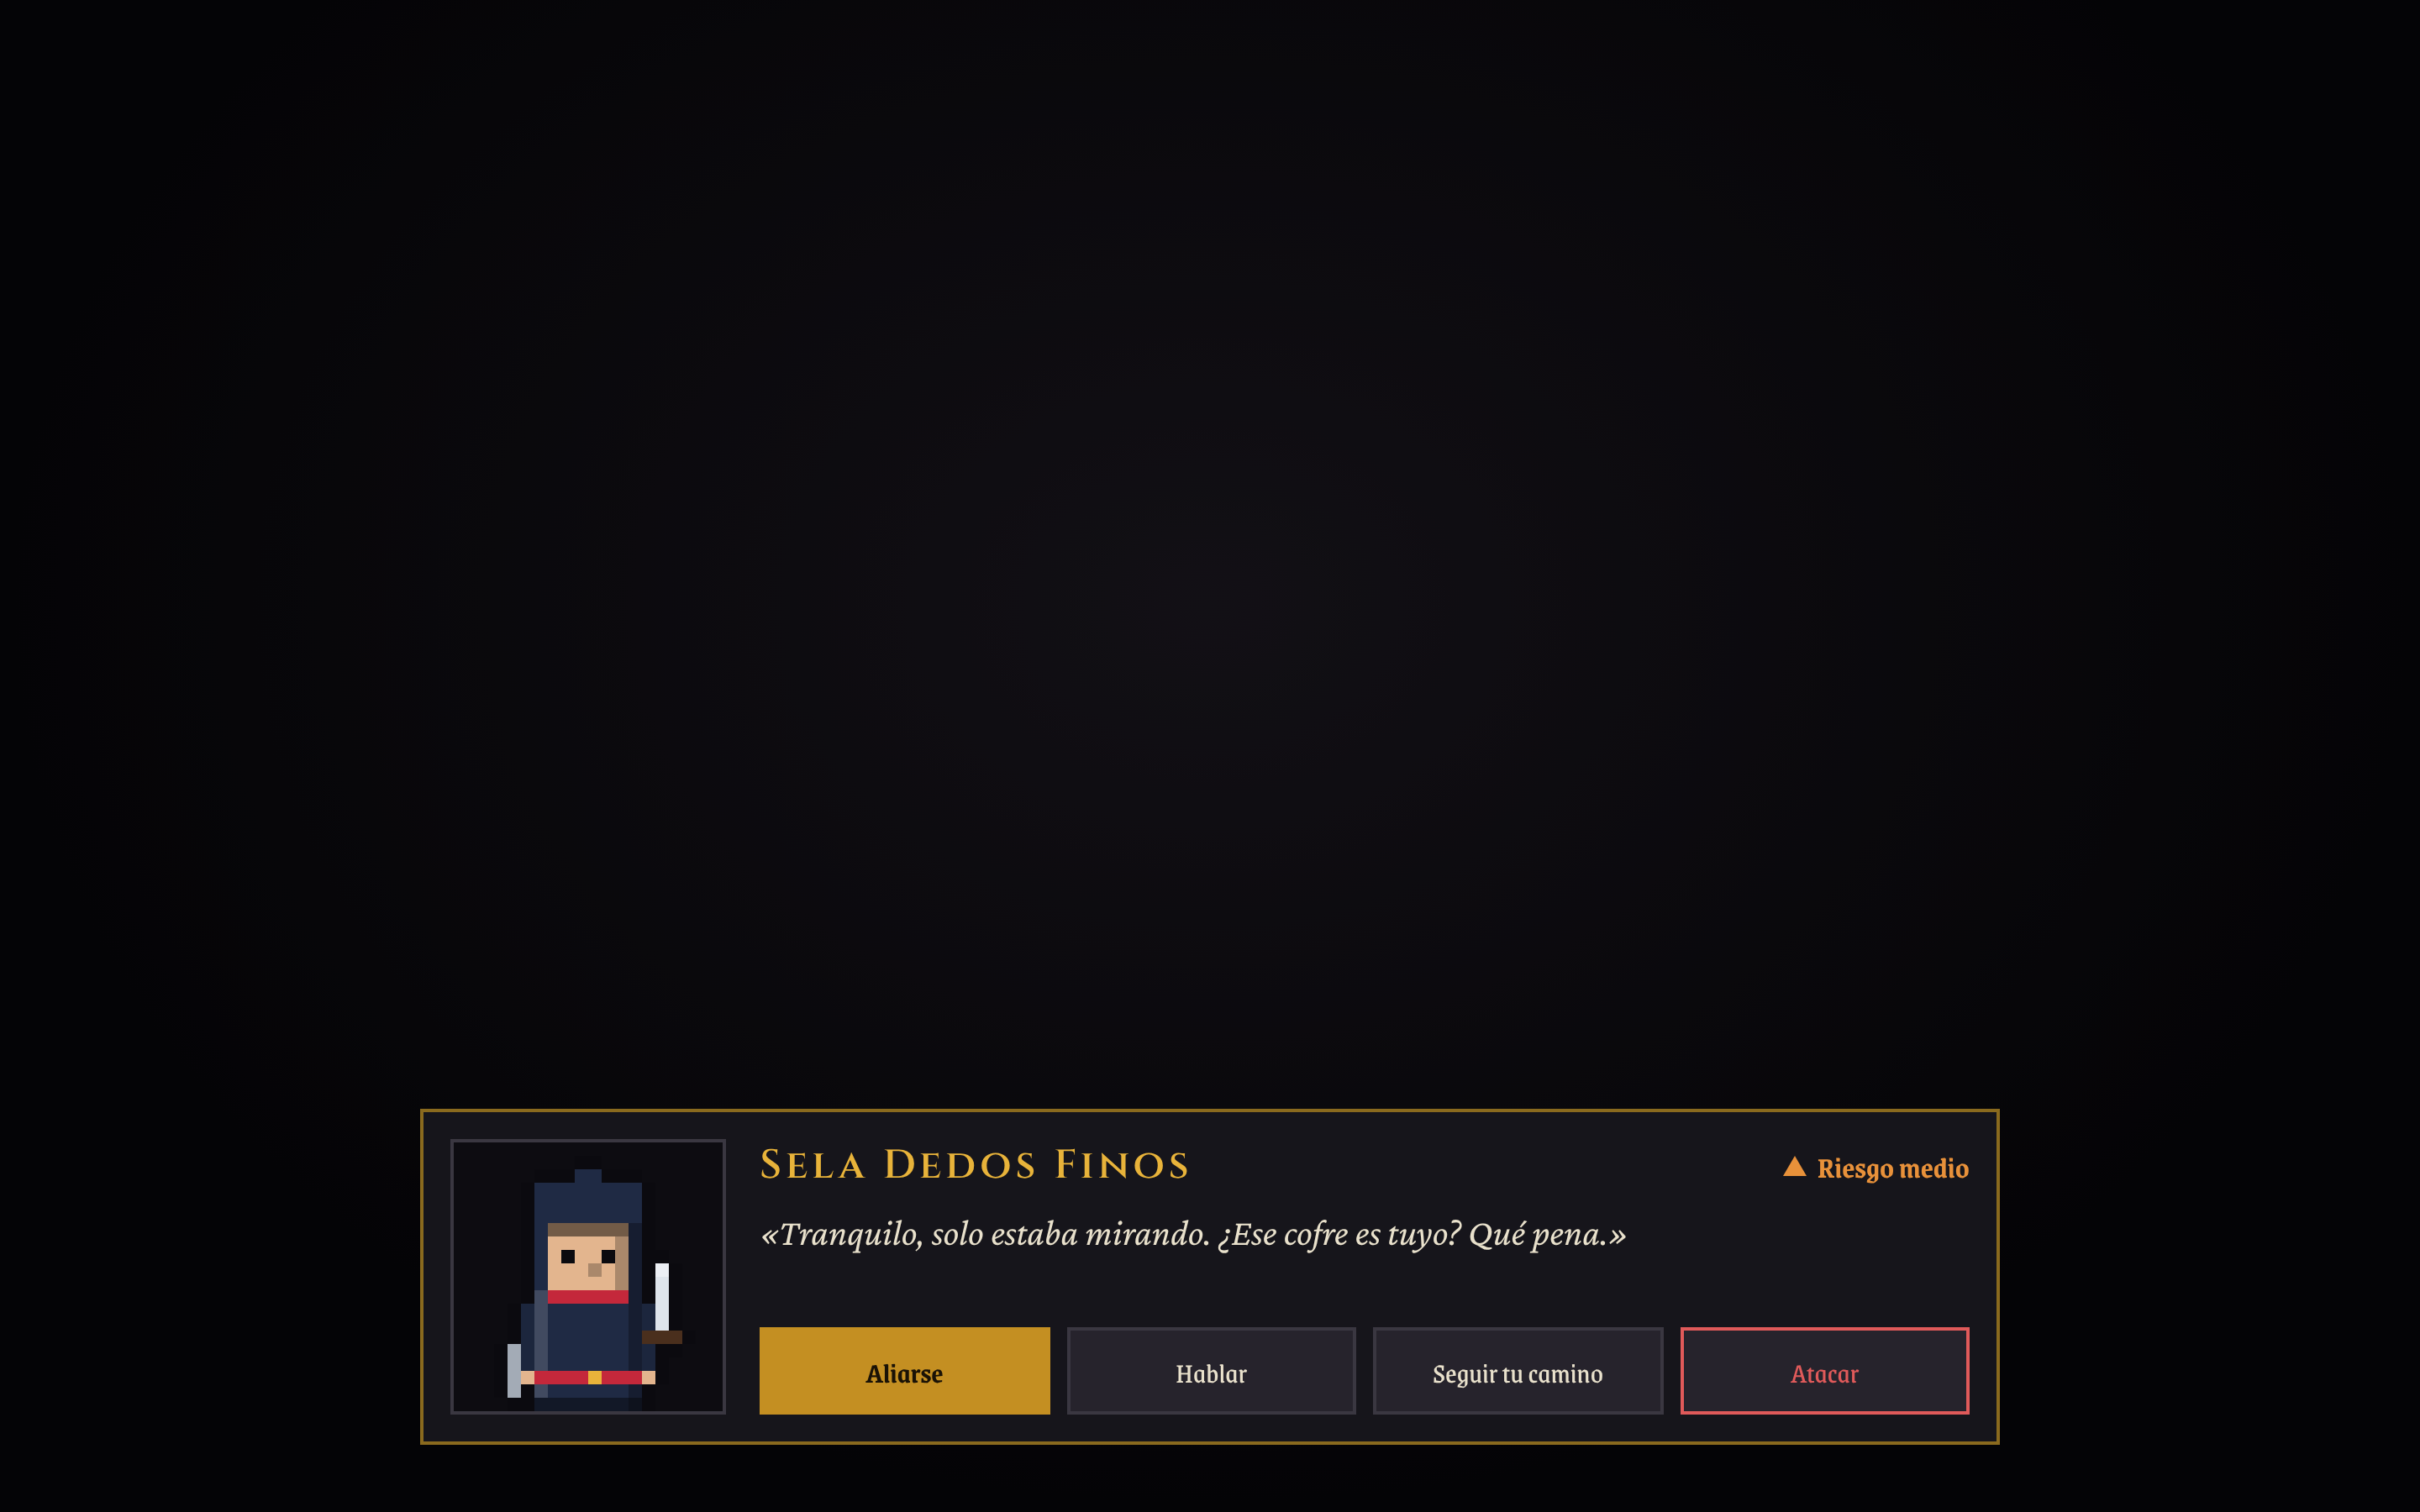 Sela Dedos Finos
Riesgo medio
«Tranquilo, solo estaba mirando. ¿Ese cofre es tuyo? Qué pena.»
Aliarse
Hablar
Seguir tu camino
Atacar